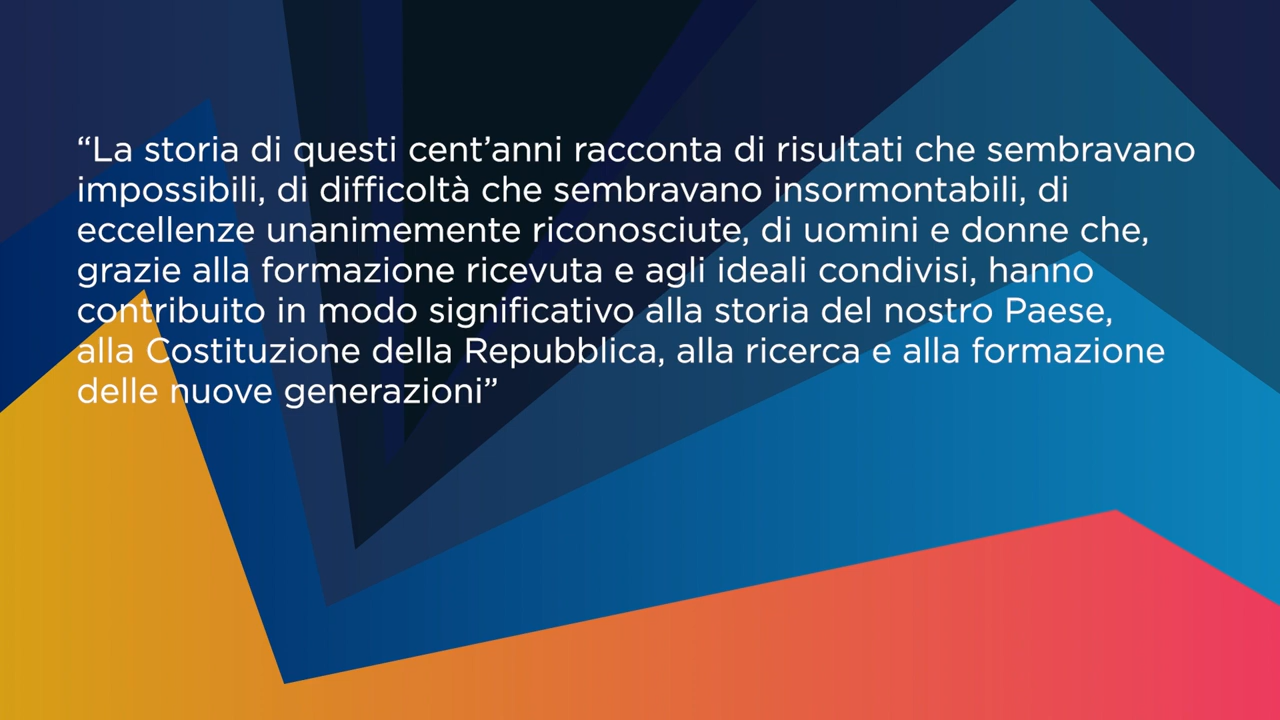 “La storia di questi cent’anni racconta di risultati che sembravano
impossibili, di difficoltà che sembravano insormontabili, di
eccellenze unanimemente riconosciute, di uomini e donne che,
grazie alla formazione ricevuta e agli ideali condivisi, hanno
contribuito in modo significativo alla storia del nostro Paese,
alla Costituzione della Repubblica, alla ricerca e alla formazione
delle nuove generazioni”